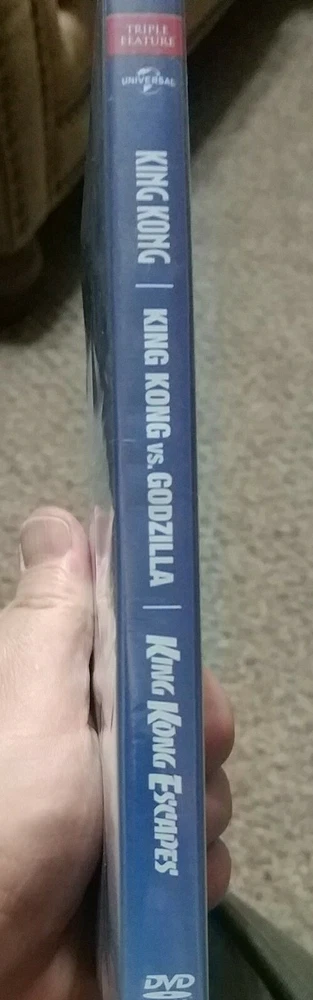 TRIPLE
FEATURE
UNIVERSAL
KING KONG | KING KONG vs. GODZILLA | KING KONG ESCAPES
DVD